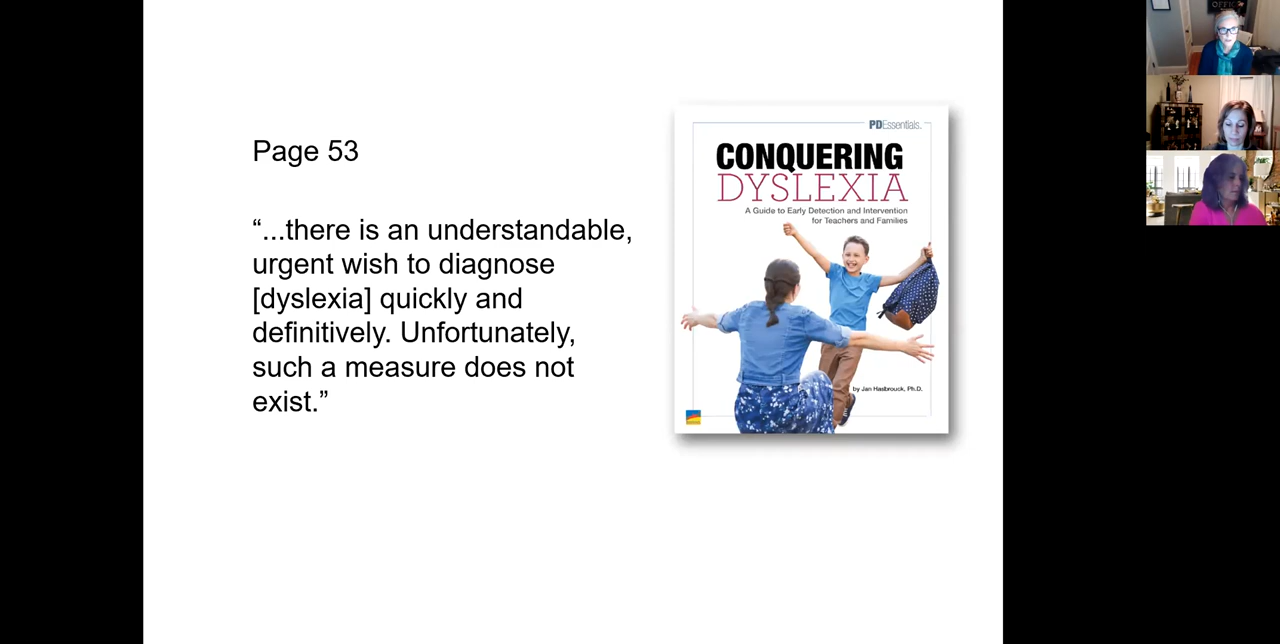 Page 53
“...there is an understandable,
urgent wish to diagnose
[dyslexia] quickly and
definitively. Unfortunately,
such a measure does not
exist.”
PDEssentials.
CONQUERING
DYSLEXIA
A Guide to Early Detection and Intervention
for Teachers and Families
by Jan Hasbrouck, Ph.D.